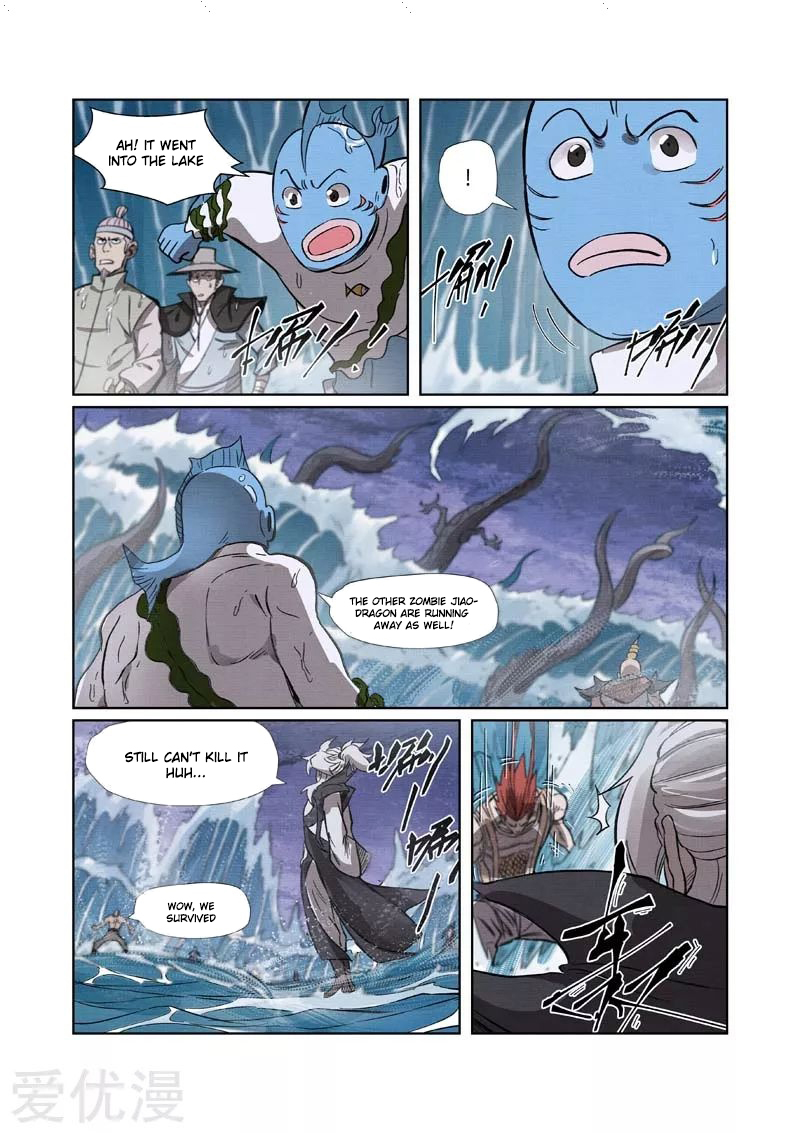 AH! IT WENT
INTO THE LAKE
!
THE OTHER ZOMBIE JIAO-
DRAGON ARE RUNNING
AWAY AS WELL!
STILL CAN'T KILL IT
HUH...
WOW, WE
SURVIVED
爱优漫